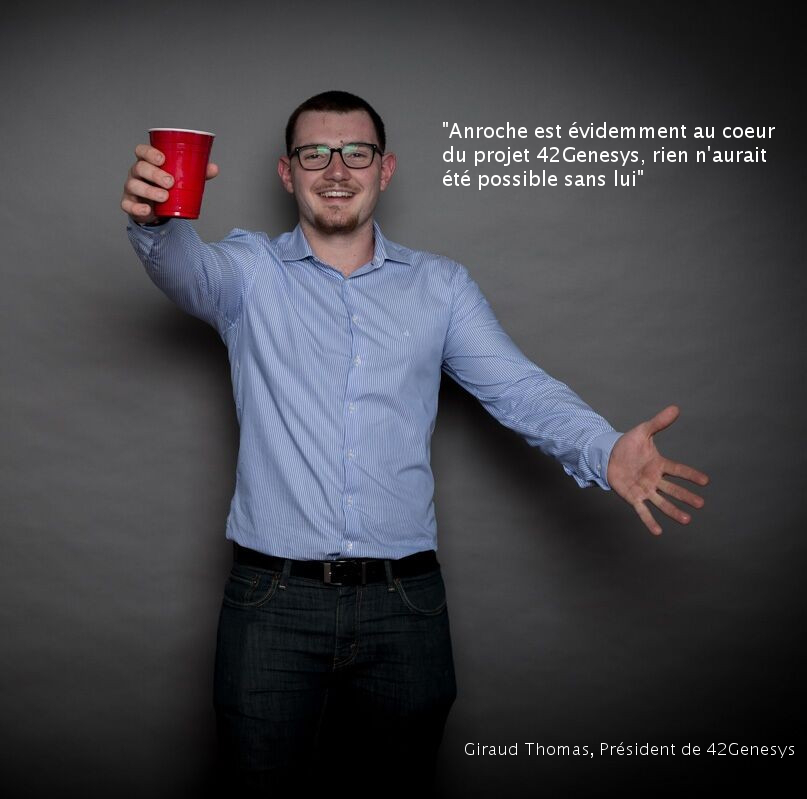 "Anroche est évidemment au coeur
du projet 42Genesys, rien n'aurait
été possible sans lui"
Giraud Thomas, Président de 42Genesys